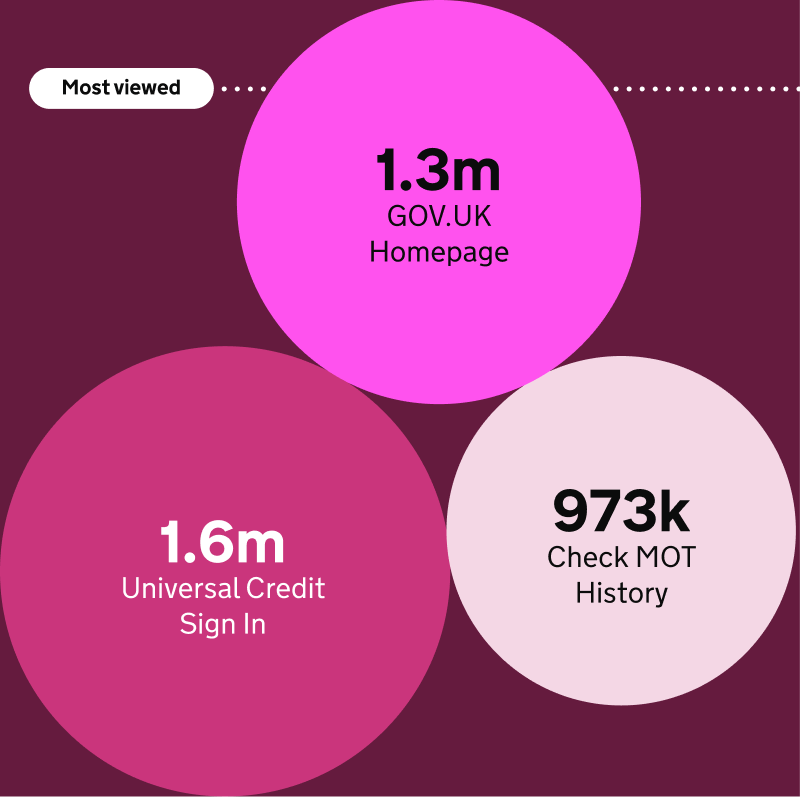 Most viewed
1.3m
GOV.UK
Homepage
1.6m
Universal Credit
Sign In
973k
Check MOT
History